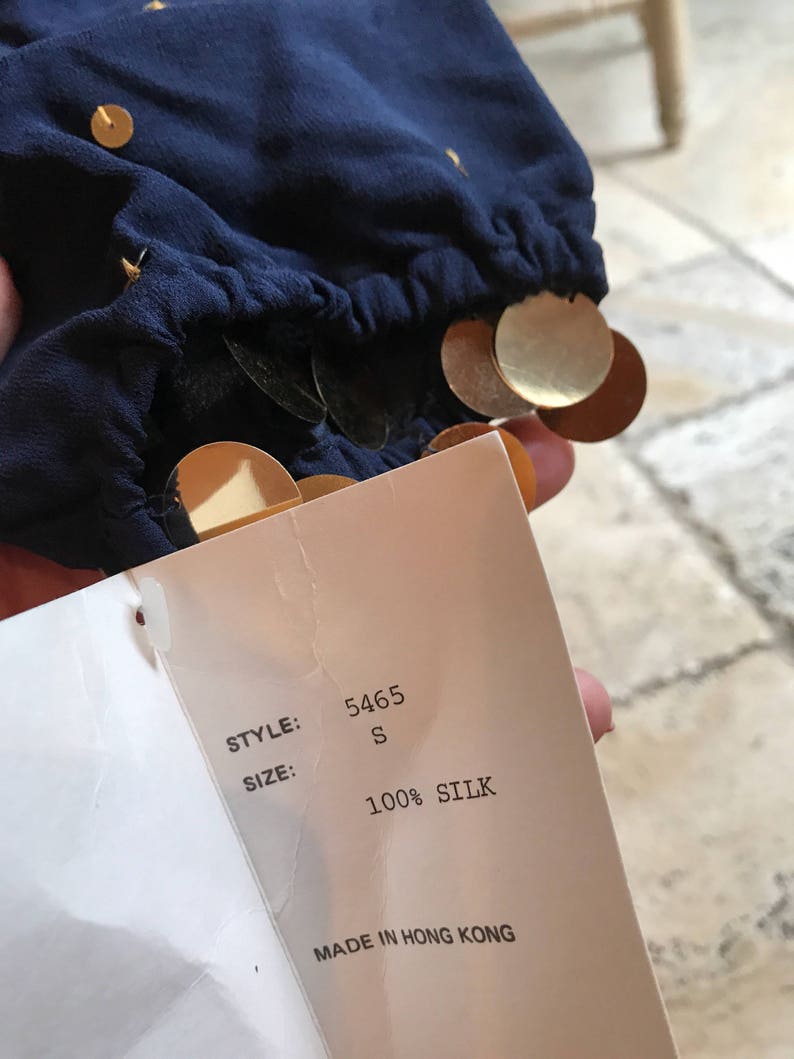 STYLE: 5465
SIZE: S
100% SILK
MADE IN HONG KONG